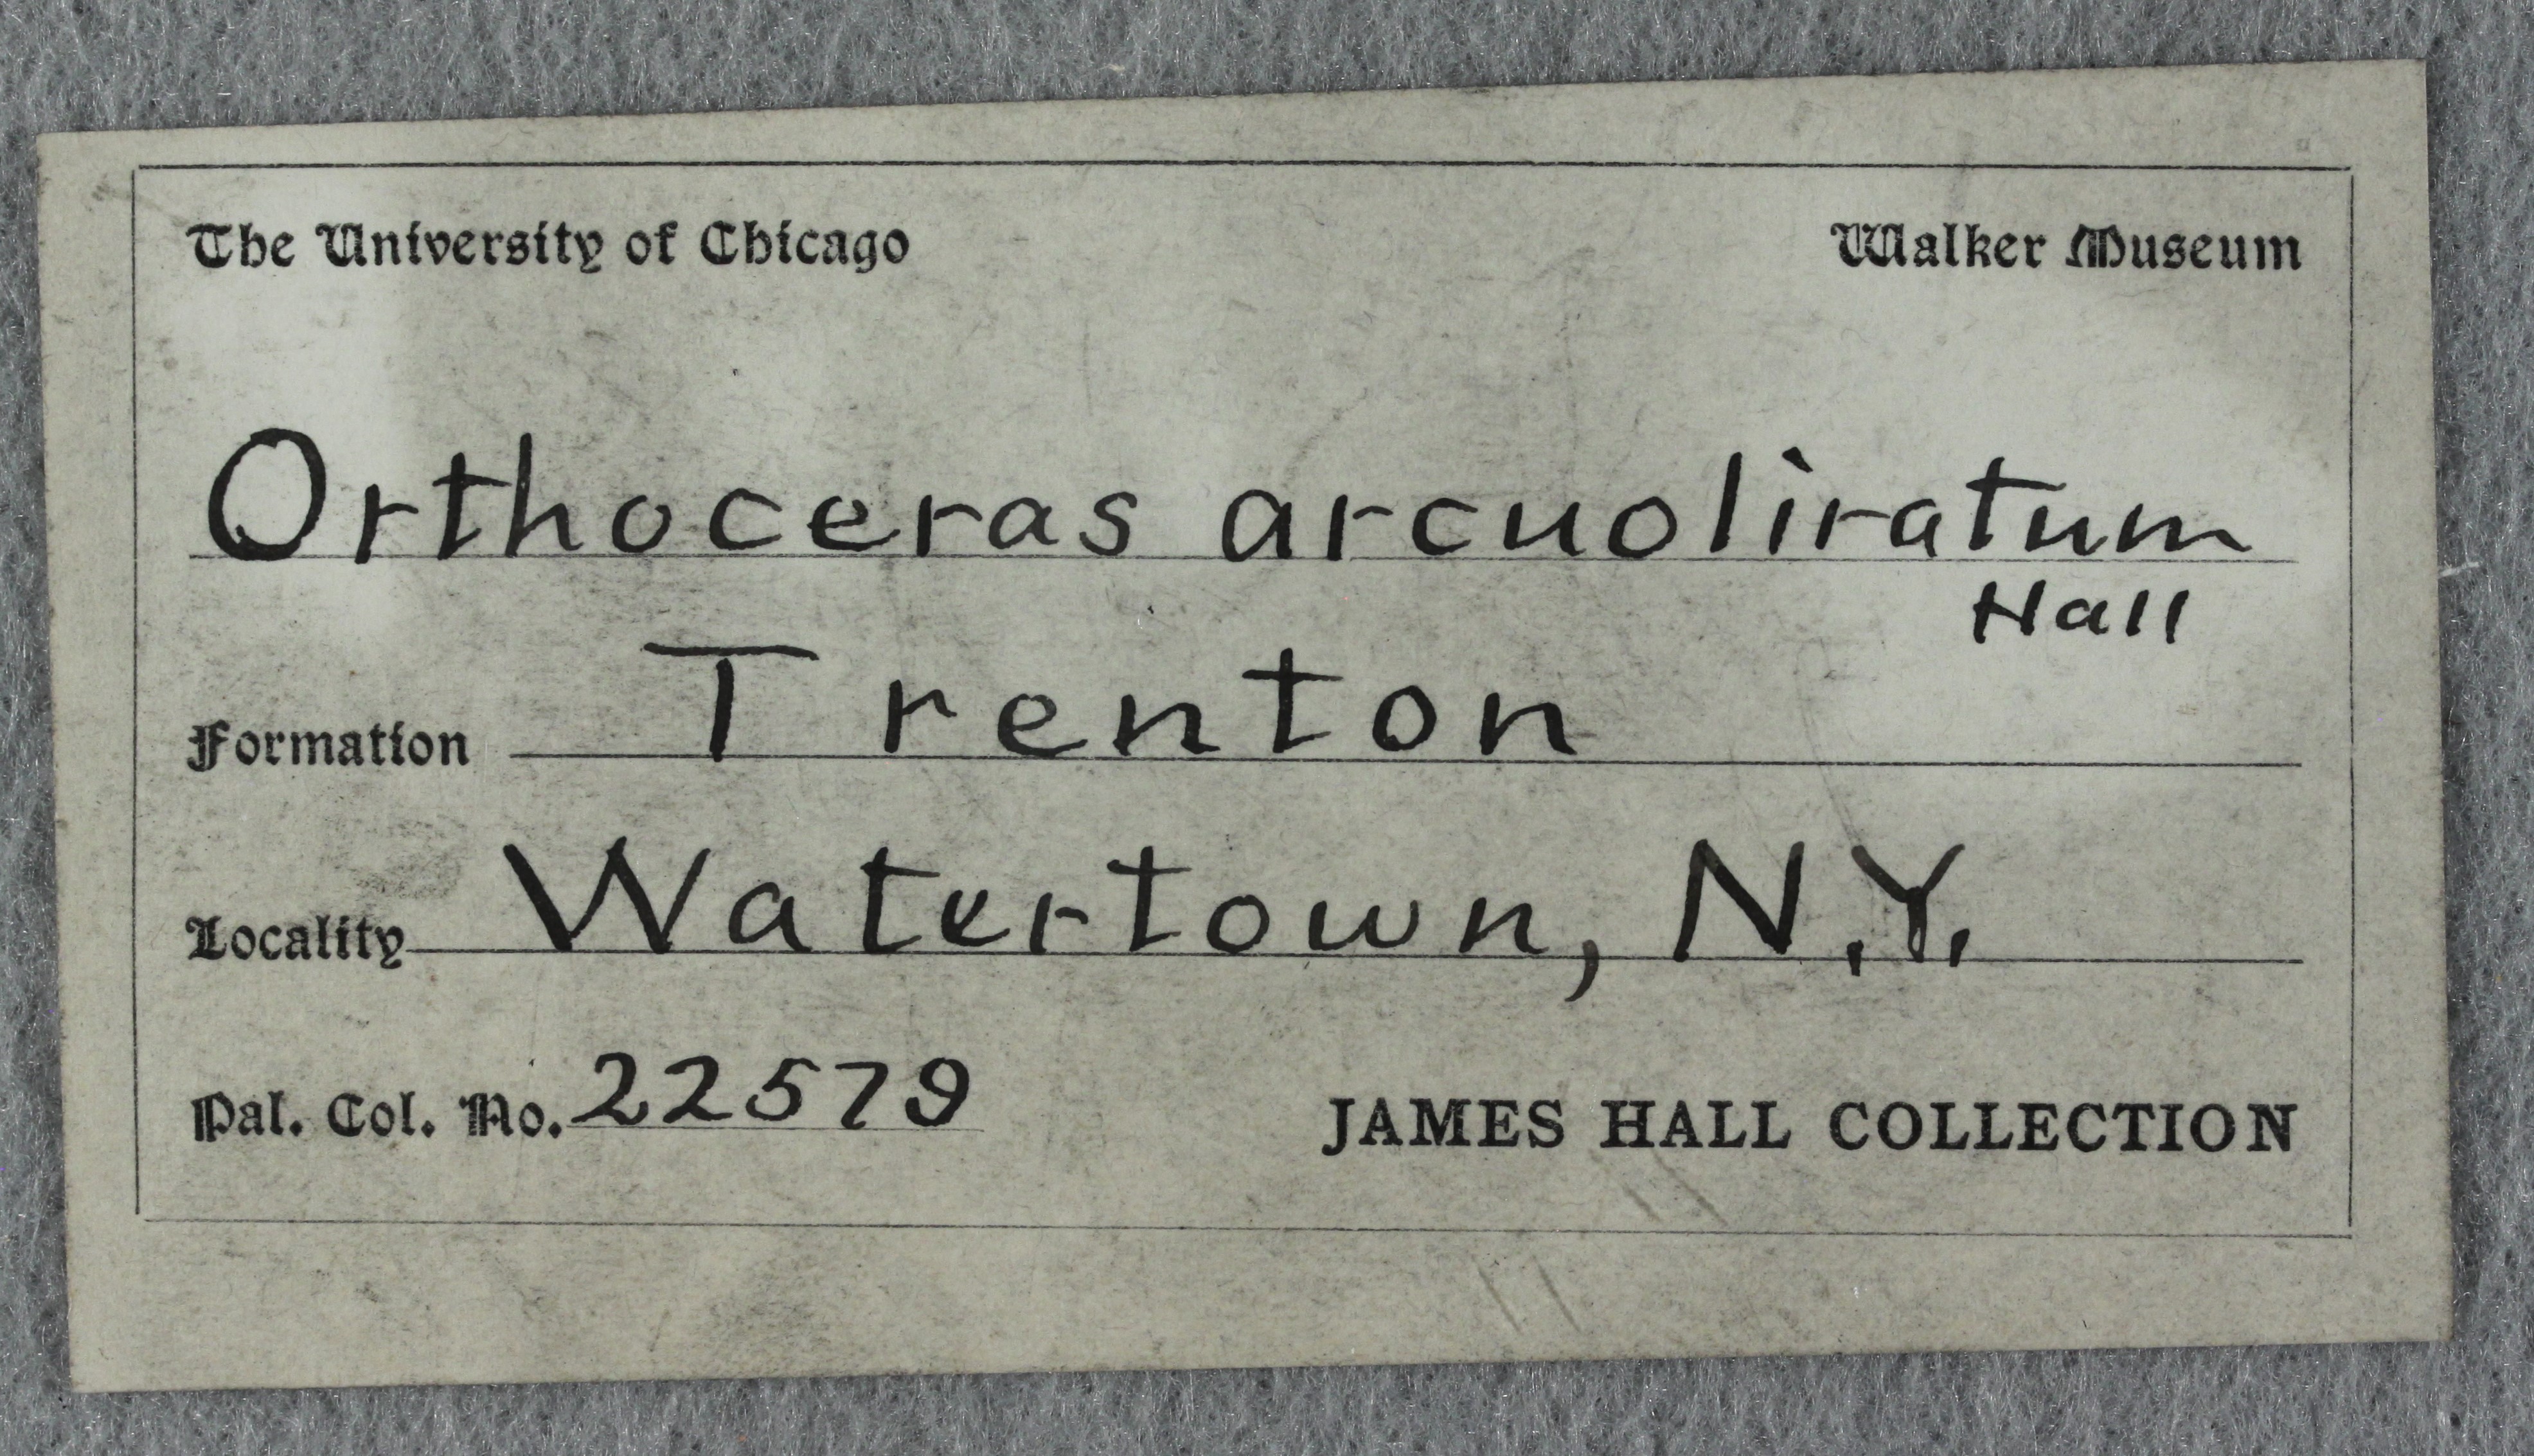 The University of Chicago Walker Museum
Orthoceras arcuoliratum
Hall
Formation Trenton
Locality Watertown, N.Y.
Pal. Col. No. 22579 JAMES HALL COLLECTION